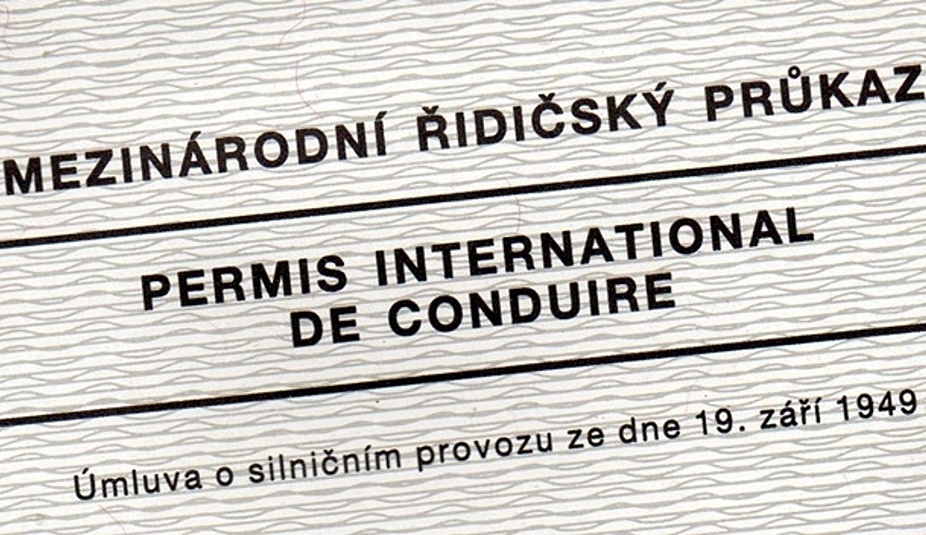 MEZINÁRODNÍ ŘIDIČSKÝ PRŮKAZ
PERMIS INTERNATIONAL
DE CONDUIRE
Úmluva o silničním provozu ze dne 19. září 1949